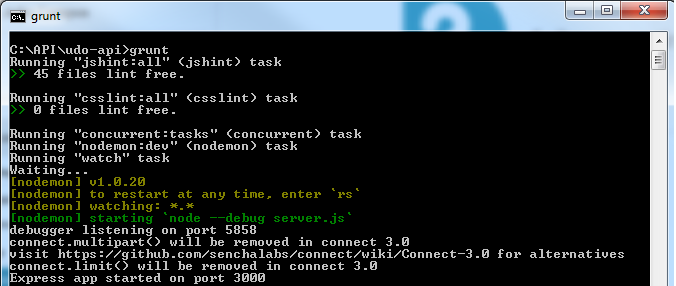 grunt
C:\API\udo-api>grunt
Running "jshint:all" (jshint) task
>> 45 files lint free.
Running "csslint:all" (csslint) task
>> 0 files lint free.
Running "concurrent:tasks" (concurrent) task
Running "nodemon:dev" (nodemon) task
Running "watch" task
Waiting...
[nodemon] v1.0.20
[nodemon] to restart at any time, enter `rs`
[nodemon] watching: *.*
[nodemon] starting `node --debug server.js`
debugger listening on port 5858
connect.multipart() will be removed in connect 3.0
visit https://github.com/senchalabs/connect/wiki/Connect-3.0 for alternatives
connect.limit() will be removed in connect 3.0
Express app started on port 3000